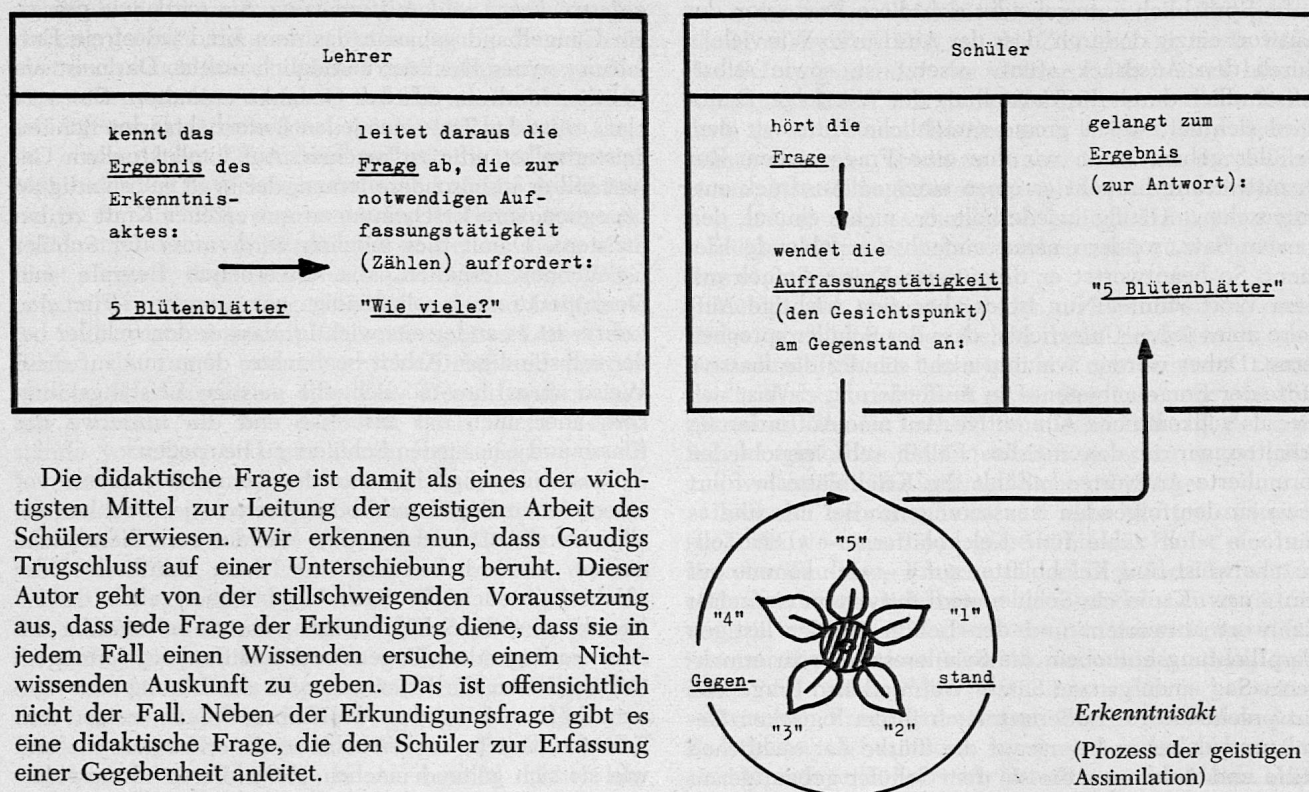 Lehrer
kennt das
Ergebnis des
Erkenntnis-
aktes:
5 Blütenblätter
leitet daraus die
Frage ab, die zur
notwendigen Auf-
fassungstätigkeit
(Zählen) auffordert:
"Wie viele?"
Schüler
hört die
Frage
wendet die
Auffassungstätigkeit
(den Gesichtspunkt)
am Gegenstand an:
gelangt zum
Ergebnis
(zur Antwort):
"5 Blütenblätter"
Die didaktische Frage ist damit als eines der wich-
tigsten Mittel zur Leitung der geistigen Arbeit des
Schülers erwiesen. Wir erkennen nun, dass Gaudigs
Trugschluss auf einer Unterschiebung beruht. Dieser
Autor geht von der stillschweigenden Voraussetzung
aus, dass jede Frage der Erkundigung diene, dass sie in
jedem Fall einen Wissenden ersuche, einem Nicht-
wissenden Auskunft zu geben. Das ist offensichtlich
nicht der Fall. Neben der Erkundigungsfrage gibt es
eine didaktische Frage, die den Schüler zur Erfassung
einer Gegebenheit anleitet.
"5"
"4"
"1"
Gegen- stand
"3"
"2"
Erkenntnisakt
(Prozess der geistigen
Assimilation)